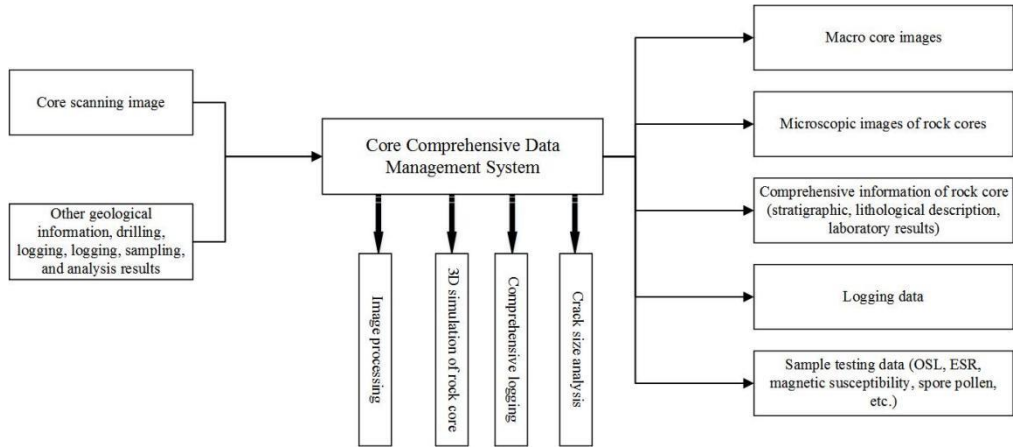 Core scanning image
Other geological
information, drilling,
logging, logging, sampling,
and analysis results
Core Comprehensive Data
Management System
Image processing
3D simulation of rock core
Comprehensive logging
Crack size analysis
Macro core images
Microscopic images of rock cores
Comprehensive information of rock core
(stratigraphic, lithological description,
laboratory results)
Logging data
Sample testing data (OSL, ESR,
magnetic susceptibility, spore pollen,
etc.)